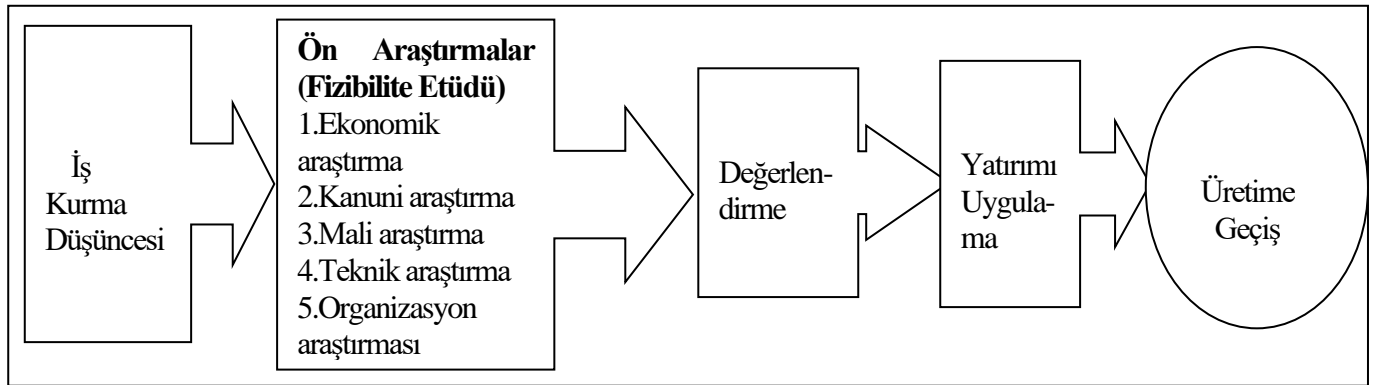 İş
Kurma
Düşüncesi
Ön Araştırmalar
(Fizibilite Etüdü)
1.Ekonomik
araştırma
2.Kanuni araştırma
3.Mali araştırma
4.Teknik araştırma
5.Organizasyon
araştırması
Değerlen-
dirme
Yatırımı
Uygula-
ma
Üretime
Geçiş